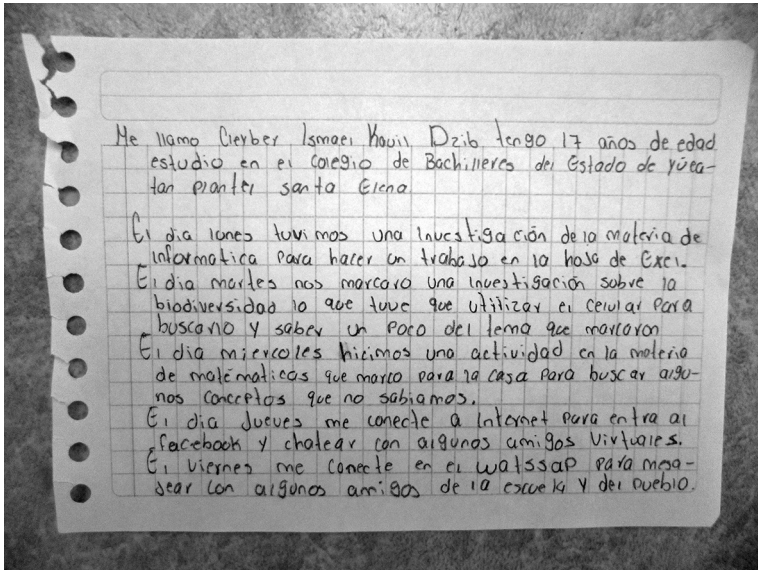 Me llamo Cleyber Ismael Kauil Dzib tengo 17 años de edad
estudio en el Colegio de Bachilleres del Estado de yuca-
tan plantel santa Elena
El dia lunes tuvimos una investigación de la materia de
informatica para hacer un trabajo en la hosa de Excl.
El dia martes nos marcaro una investigación sobre la
biodiversidad lo que tuve que utilizar el celular para
buscarlo y saber un poco del tema que marcaron
El dia miercoles hicimos una actividad en la materia
de matématicas que marco para la casa para buscar algu-
nos conceptos que no sabiamos.
El dia Jueves me conecte a Internet para entra al
facebook y chatear con algunos amigos virtuales.
El viernes me conecte en el watssap para mesa-
jear con algunos amigos de la escuela y del pueblo.